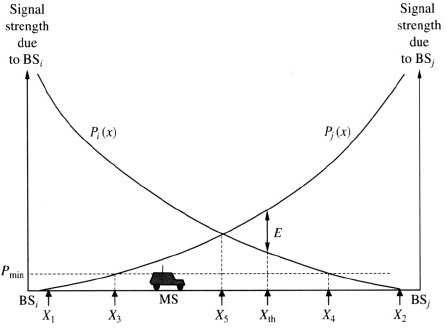 Signal
strength
due
to BSi
Signal
strength
due
to BSj
Pi(x)
Pj(x)
E
Pmin
BSi
MS
BSj
X1
X3
X5
Xth
X4
X2